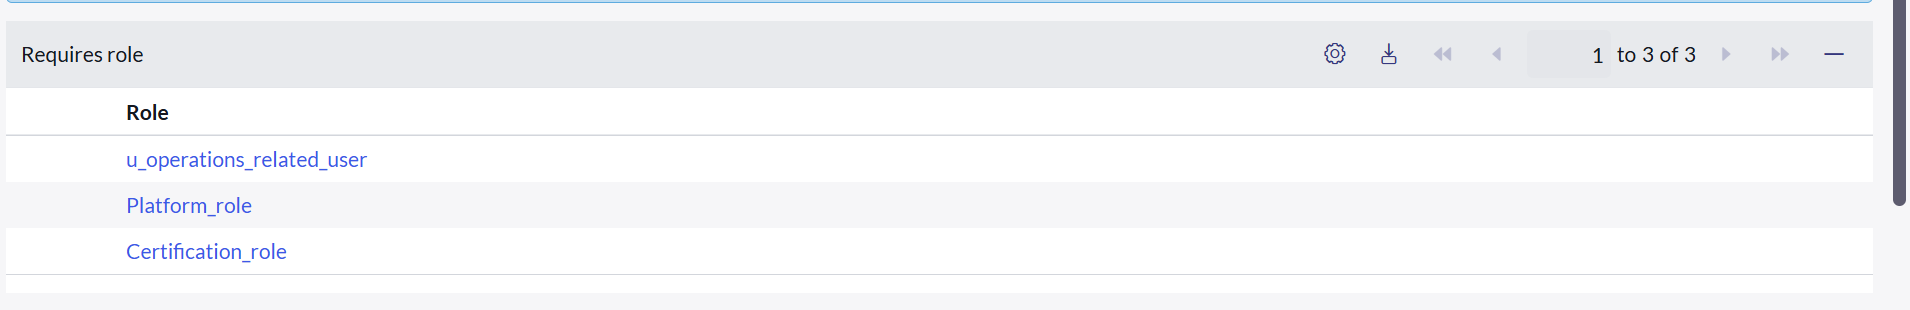 Requires role
1 to 3 of 3
Role
u_operations_related_user
Platform_role
Certification_role